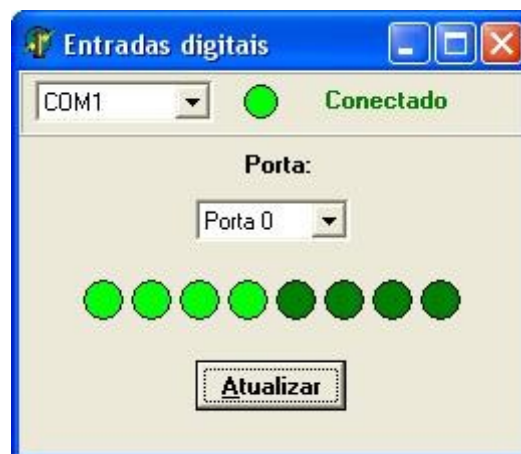 Entradas digitais
COM1 Conectado
Porta:
Porta 0
Atualizar